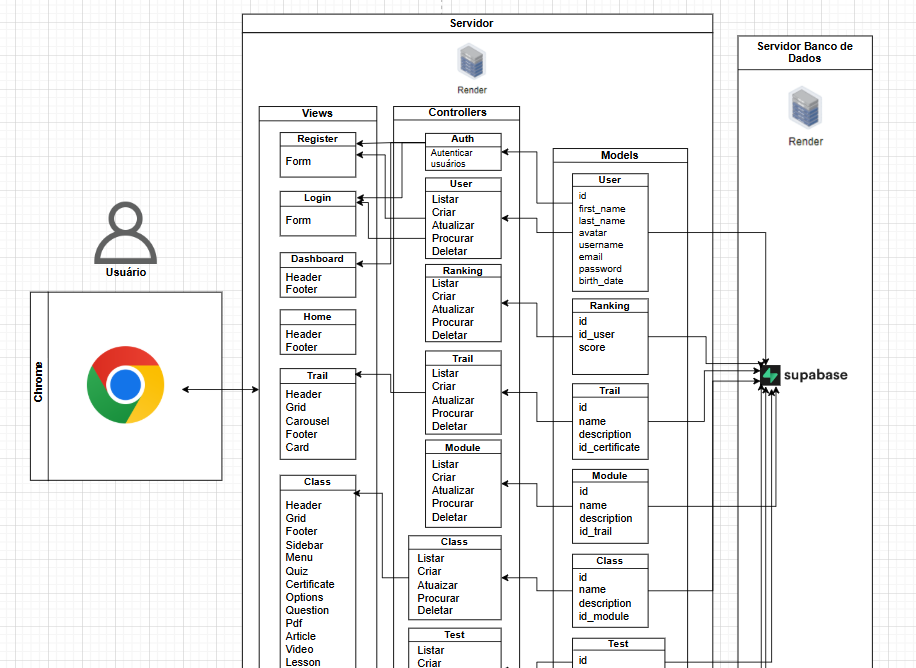 Servidor
Render
Servidor Banco de
Dados
Render
Usuário
Chrome
Views
Register
Form
Login
Form
Dashboard
Header
Footer
Home
Header
Footer
Trail
Header
Grid
Carousel
Footer
Card
Class
Header
Grid
Footer
Sidebar
Menu
Quiz
Certificate
Options
Question
Pdf
Article
Video
Lesson
Controllers
Auth
Autenticar
usuários
User
Listar
Criar
Atualizar
Procurar
Deletar
Ranking
Listar
Criar
Atualizar
Procurar
Deletar
Trail
Listar
Criar
Atualizar
Procurar
Deletar
Module
Listar
Criar
Atualizar
Procurar
Deletar
Class
Listar
Criar
Atuaizar
Procurar
Deletar
Test
Listar
Criar
Models
User
id
first_name
last_name
avatar
username
email
password
birth_date
Ranking
id
id_user
score
Trail
id
name
description
id_certificate
Module
id
name
description
id_trail
Class
id
name
description
id_module
Test
id
supabase